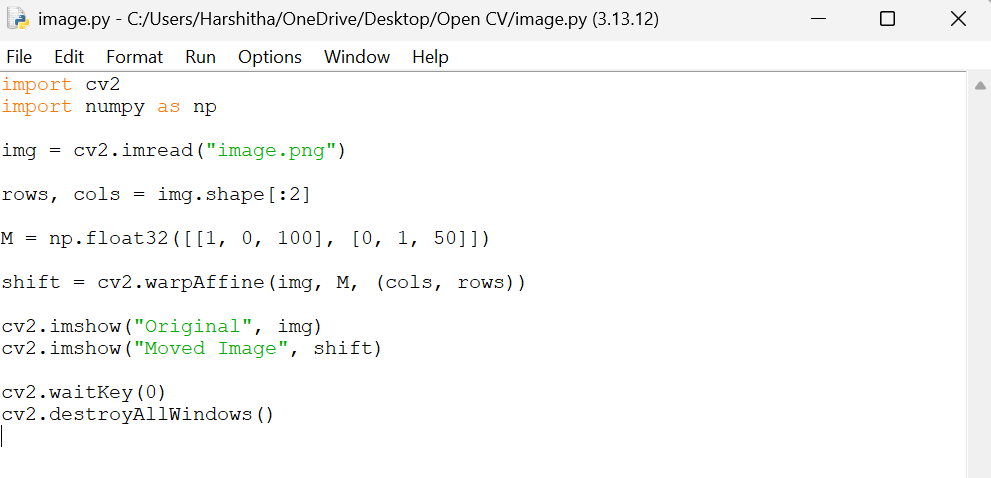 image.py - C:/Users/Harshitha/OneDrive/Desktop/Open CV/image.py (3.13.12)
File Edit Format Run Options Window Help
import cv2
import numpy as np
img = cv2.imread("image.png")
rows, cols = img.shape[:2]
M = np.float32([[1, 0, 100], [0, 1, 50]])
shift = cv2.warpAffine(img, M, (cols, rows))
cv2.imshow("Original", img)
cv2.imshow("Moved Image", shift)
cv2.waitKey(0)
cv2.destroyAllWindows()